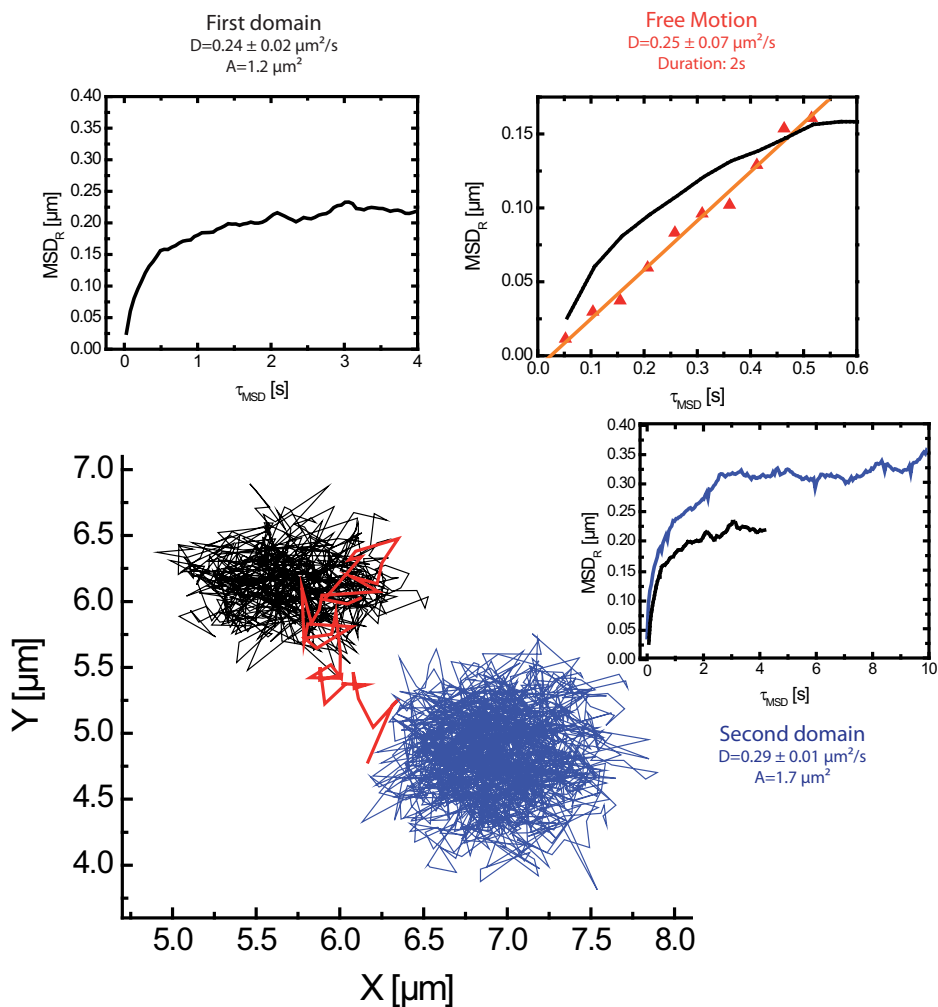 First domain
D=0.24 ± 0.02 µm²/s
A=1.2 µm²
Free Motion
D=0.25 ± 0.07 µm²/s
Duration: 2s
0.40
0.35
0.30
0.25
0.20
0.15
0.10
0.05
0.00
MSD_R [µm]
0 1 2 3 4
τ_MSD [s]
0.15
0.10
0.05
0.00
MSD_R [µm]
0.0 0.1 0.2 0.3 0.4 0.5 0.6
τ_MSD [s]
0.40
0.35
0.30
0.25
0.20
0.15
0.10
0.05
0.00
MSD_R [µm]
0 2 4 6 8 10
τ_MSD [s]
Second domain
D=0.29 ± 0.01 µm²/s
A=1.7 µm²
7.0
6.5
6.0
5.5
5.0
4.5
4.0
Y [µm]
5.0 5.5 6.0 6.5 7.0 7.5 8.0
X [µm]